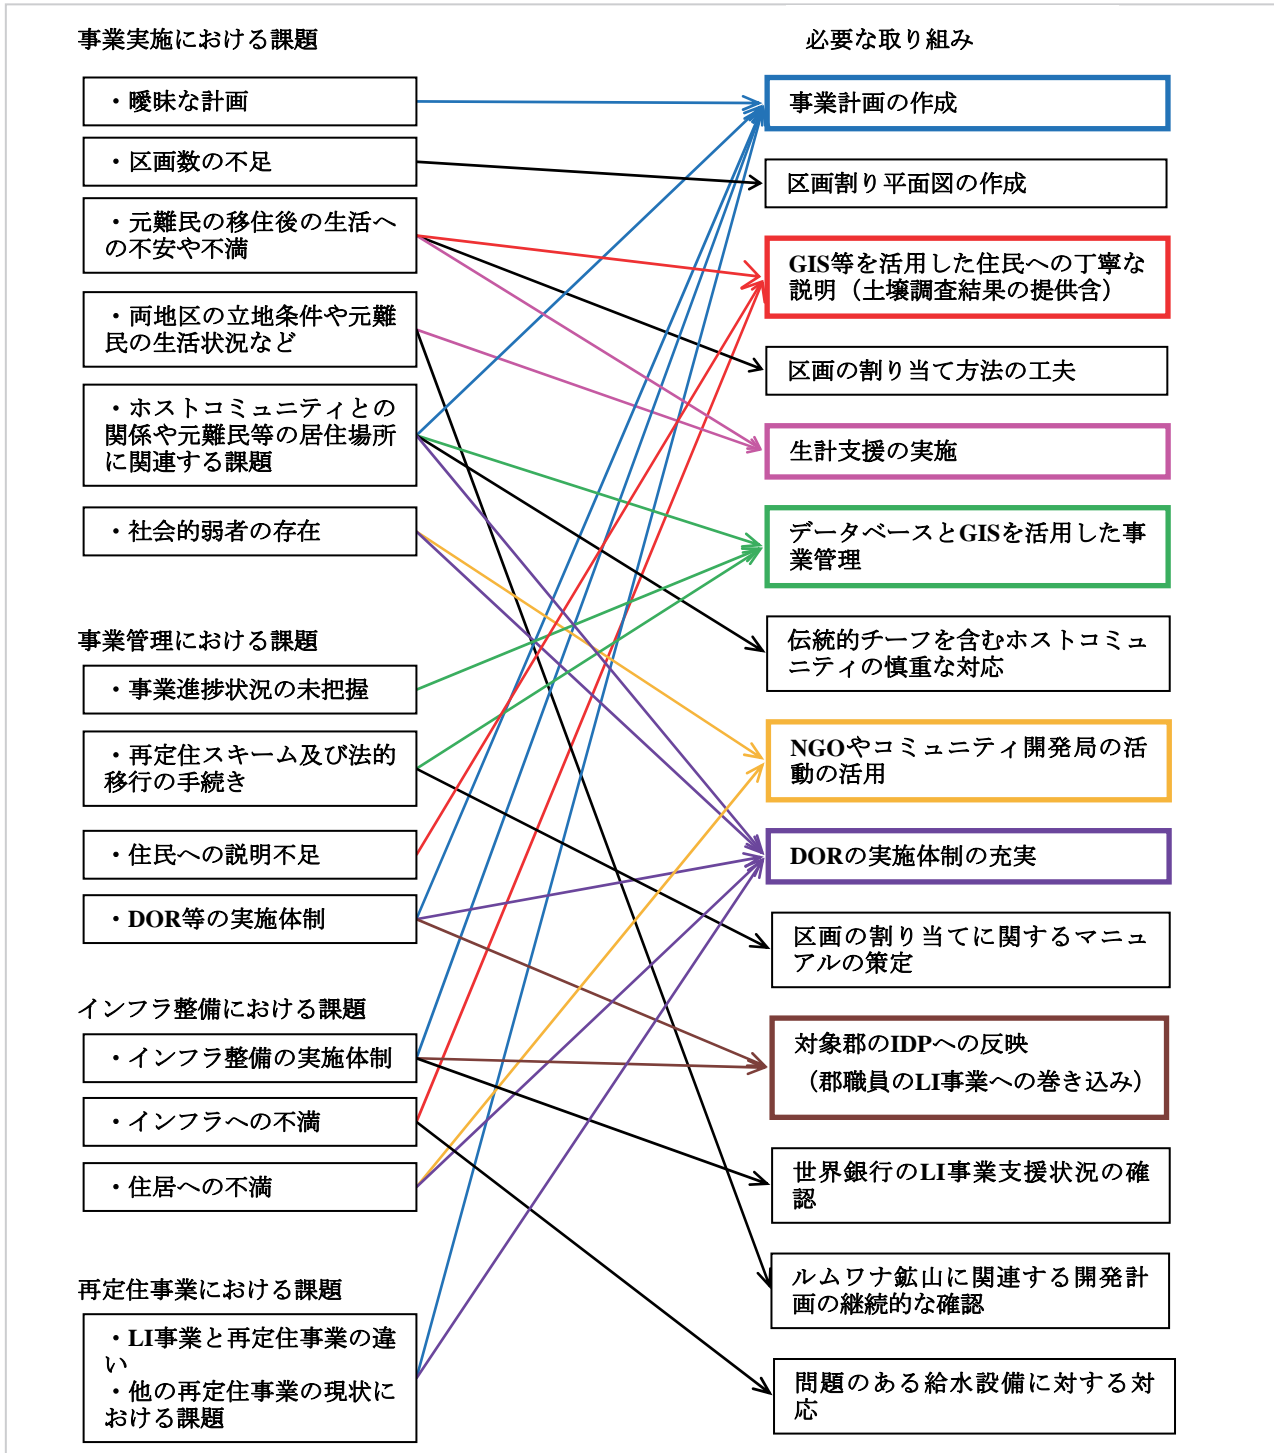 事業実施における課題
・曖昧な計画
・区画数の不足
・元難民の移住後の生活へ
の不安や不満
・両地区の立地条件や元難
民の生活状況など
・ホストコミュニティとの
関係や元難民等の居住場所
に関連する課題
・社会的弱者の存在
事業管理における課題
・事業進捗状況の未把握
・再定住スキーム及び法的
移行の手続き
・住民への説明不足
・DOR等の実施体制
インフラ整備における課題
・インフラ整備の実施体制
・インフラへの不満
・住居への不満
再定住事業における課題
・LI事業と再定住事業の違
い
・他の再定住事業の現状に
おける課題
必要な取り組み
事業計画の作成
区画割り平面図の作成
GIS等を活用した住民への丁寧な
説明（土壌調査結果の提供含）
区画の割り当て方法の工夫
生計支援の実施
データベースとGISを活用した事
業管理
伝統的チーフを含むホストコミュ
ニティの慎重な対応
NGOやコミュニティ開発局の活
動の活用
DORの実施体制の充実
区画の割り当てに関するマニュ
アルの策定
対象郡のIDPへの反映
（郡職員のLI事業への巻き込み）
世界銀行のLI事業支援状況の確
認
ルムワナ鉱山に関連する開発計
画の継続的な確認
問題のある給水設備に対する対
応